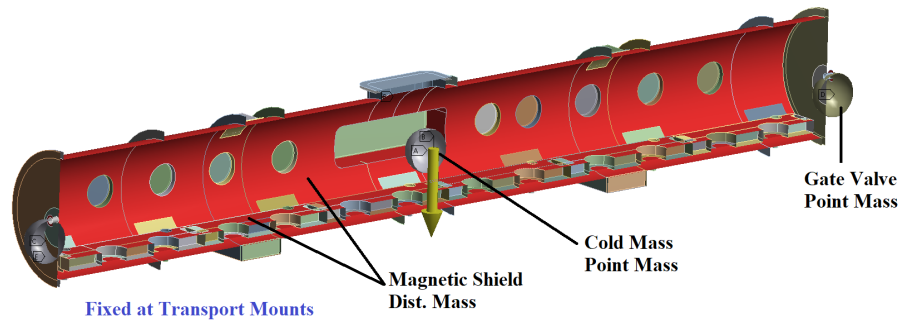 B
A
D
C
E
Gate Valve
Point Mass
Cold Mass
Point Mass
Magnetic Shield
Dist. Mass
Fixed at Transport Mounts